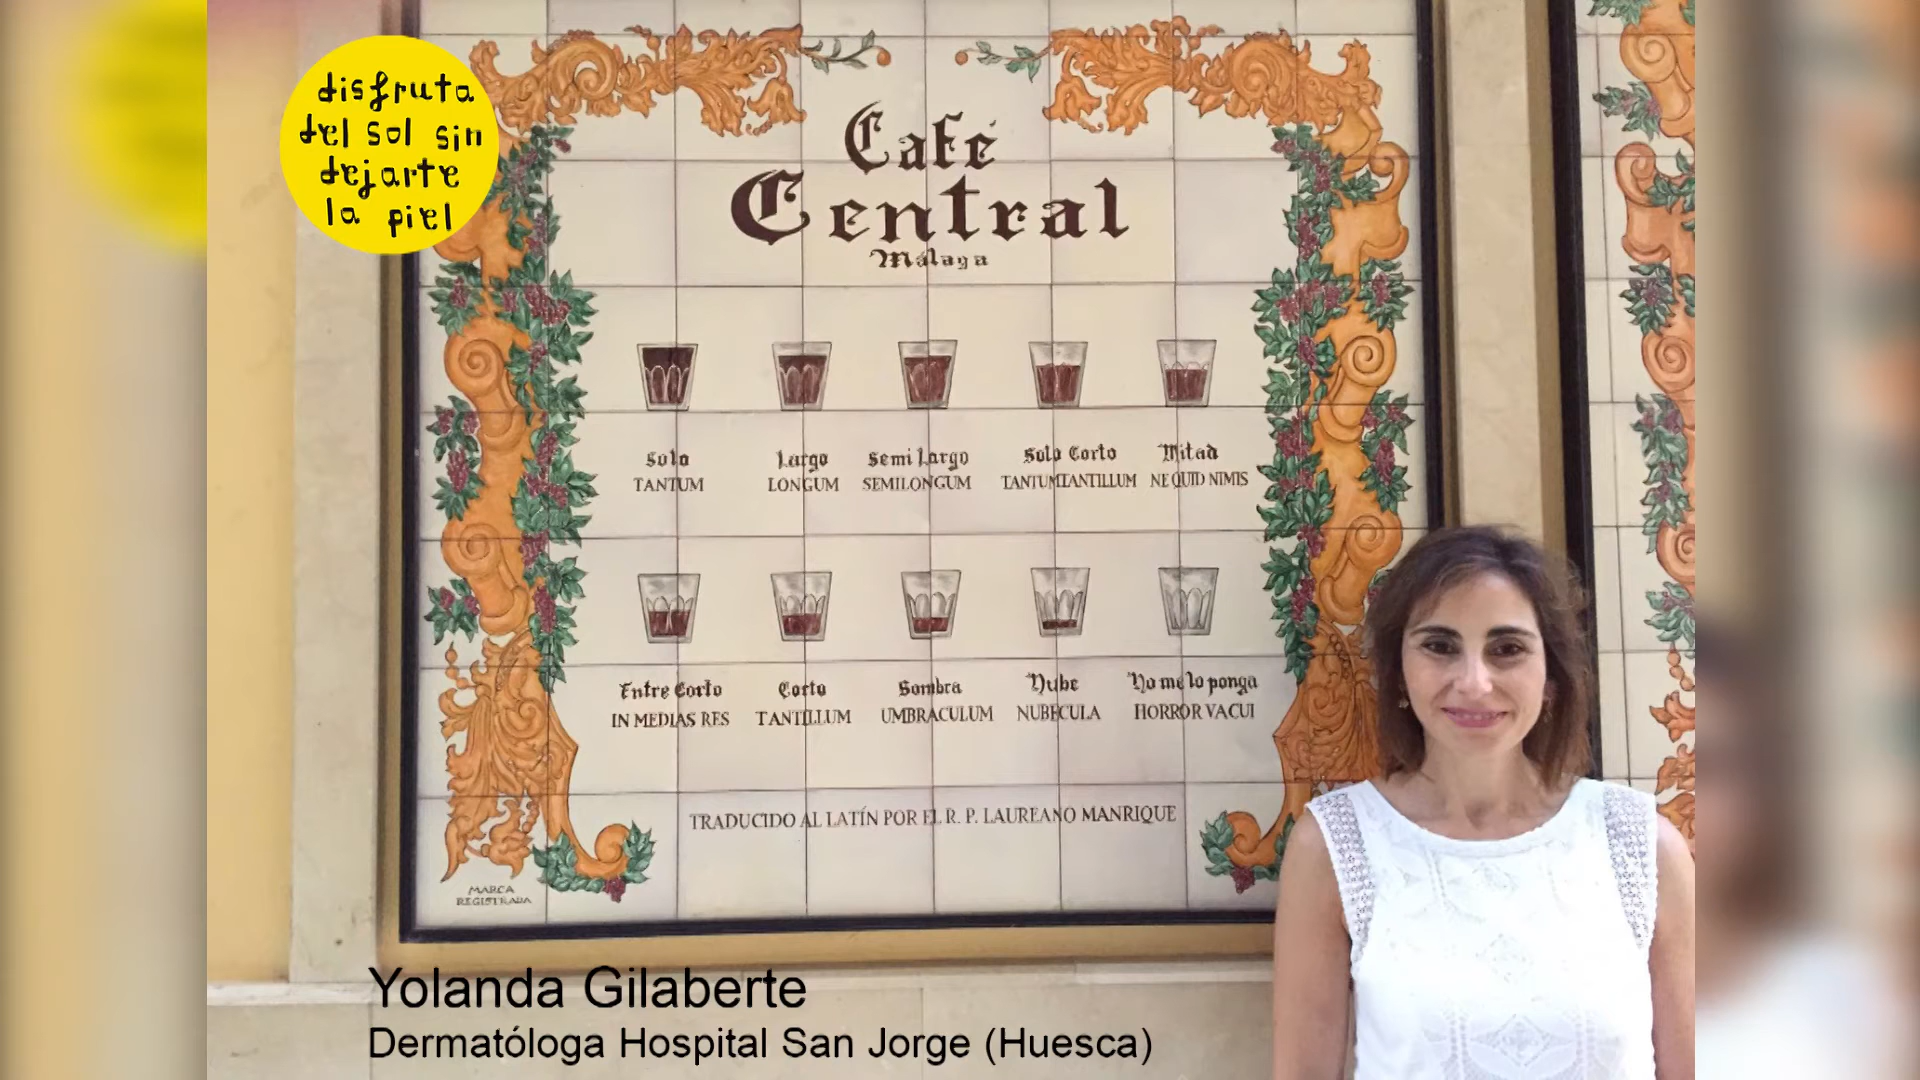 disfruta
del sol sin
dejarte
la piel
Café
Central
Málaga
Solo Largo Semi Largo Solo Corto Mitad
TANTUM LONGUM SEMILONGUM TANTUMTANTILLUM NE QUID NIMIS
Entre Corto Corto Sombra Nube No me lo ponga
IN MEDIAS RES TANTILLUM UMBRACULUM NUBECULA HORROR VACUI
TRADUCIDO AL LATÍN POR EL R. P. LAUREANO MANRIQUE
MARCA
REGISTRADA
Yolanda Gilaberte
Dermatóloga Hospital San Jorge (Huesca)